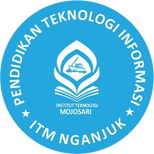 PENDIDIKAN TEKNOLOGI INFORMASI
INSTITUT TEKNOLOGI
MOJOSARI
ITM NGANJUK